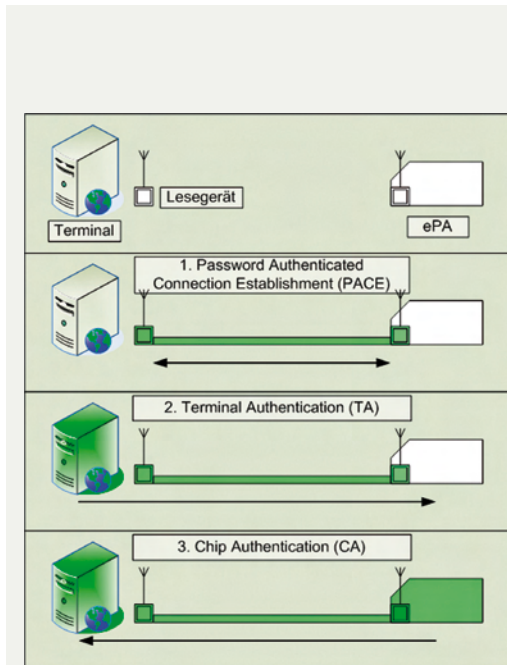 Lesegerät
Terminal
ePA
1. Password Authenticated
Connection Establishment (PACE)
2. Terminal Authentication (TA)
3. Chip Authentication (CA)